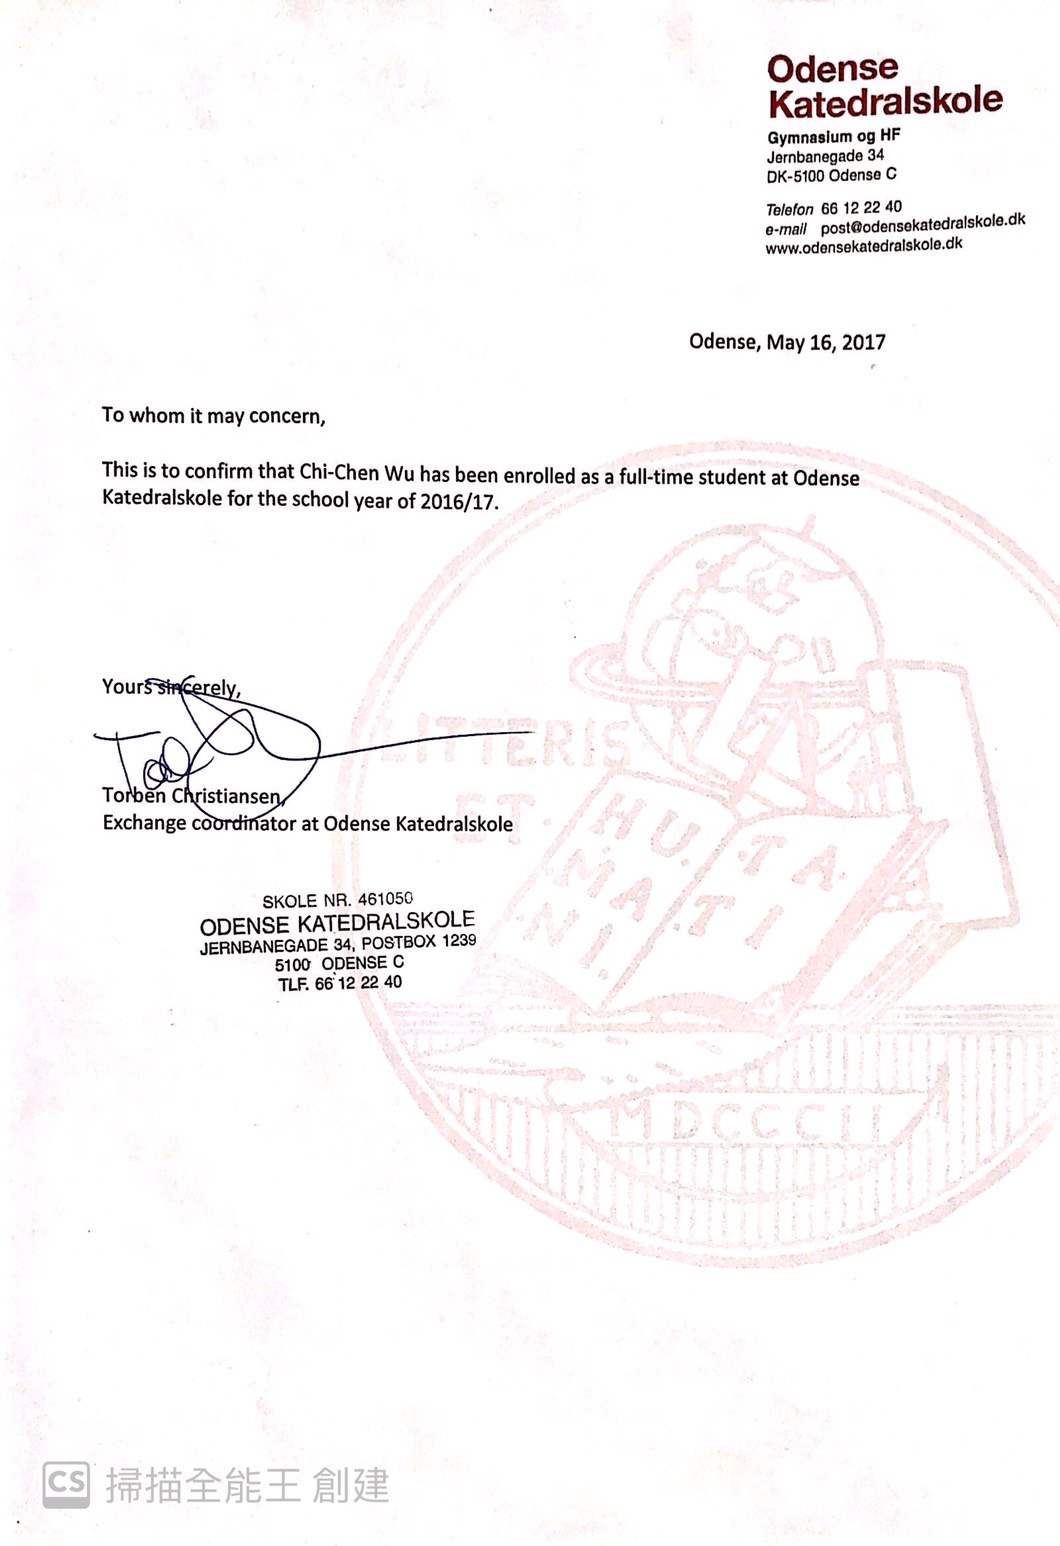 Odense
Katedralskole
Gymnasium og HF
Jernbanegade 34
DK-5100 Odense C
Telefon 66 12 22 40
e-mail post@odensekatedralskole.dk
www.odensekatedralskole.dk
Odense, May 16, 2017
To whom it may concern,
This is to confirm that Chi-Chen Wu has been enrolled as a full-time student at Odense
Katedralskole for the school year of 2016/17.
Yours sincerely,
Torben Christiansen,
Exchange coordinator at Odense Katedralskole
SKOLE NR. 461050
ODENSE KATEDRALSKOLE
JERNBANEGADE 34, POSTBOX 1239
5100 ODENSE C
TLF. 66 12 22 40
LITTERIS
ET
HU.
MA
NI.
.TA.
TI
MDCCCII
CS 掃描全能王 創建